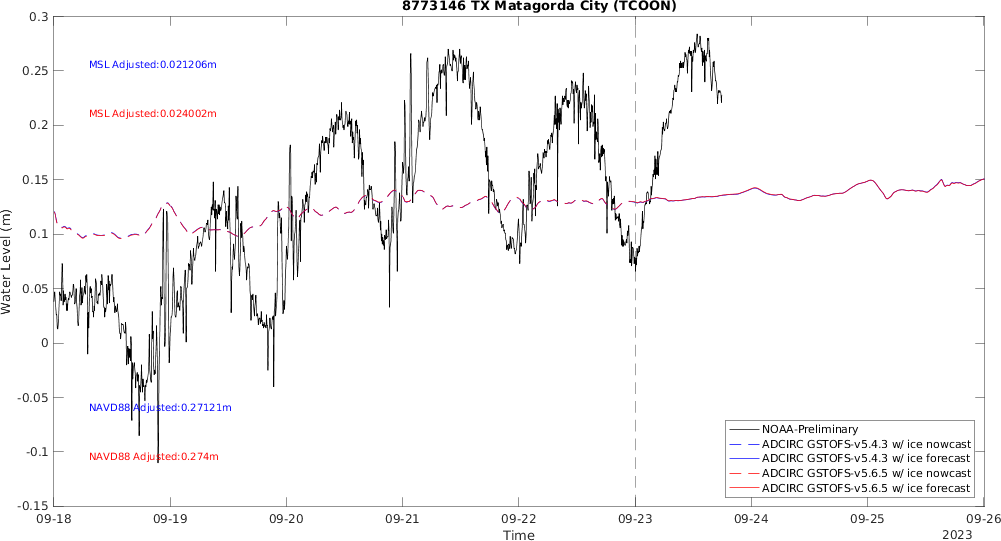 8773146 TX Matagorda City (TCOON)
0.3
0.25
0.2
0.15
0.1
0.05
0
-0.05
-0.1
-0.15
Water Level (m)
MSL Adjusted:0.021206m
MSL Adjusted:0.024002m
NAVD88 Adjusted:0.27121m
NAVD88 Adjusted:0.274m
NOAA-Preliminary
ADCIRC GSTOFS-v5.4.3 w/ ice nowcast
ADCIRC GSTOFS-v5.4.3 w/ ice forecast
ADCIRC GSTOFS-v5.6.5 w/ ice nowcast
ADCIRC GSTOFS-v5.6.5 w/ ice forecast
09-18 09-19 09-20 09-21 09-22 09-23 09-24 09-25 09-26
Time
2023